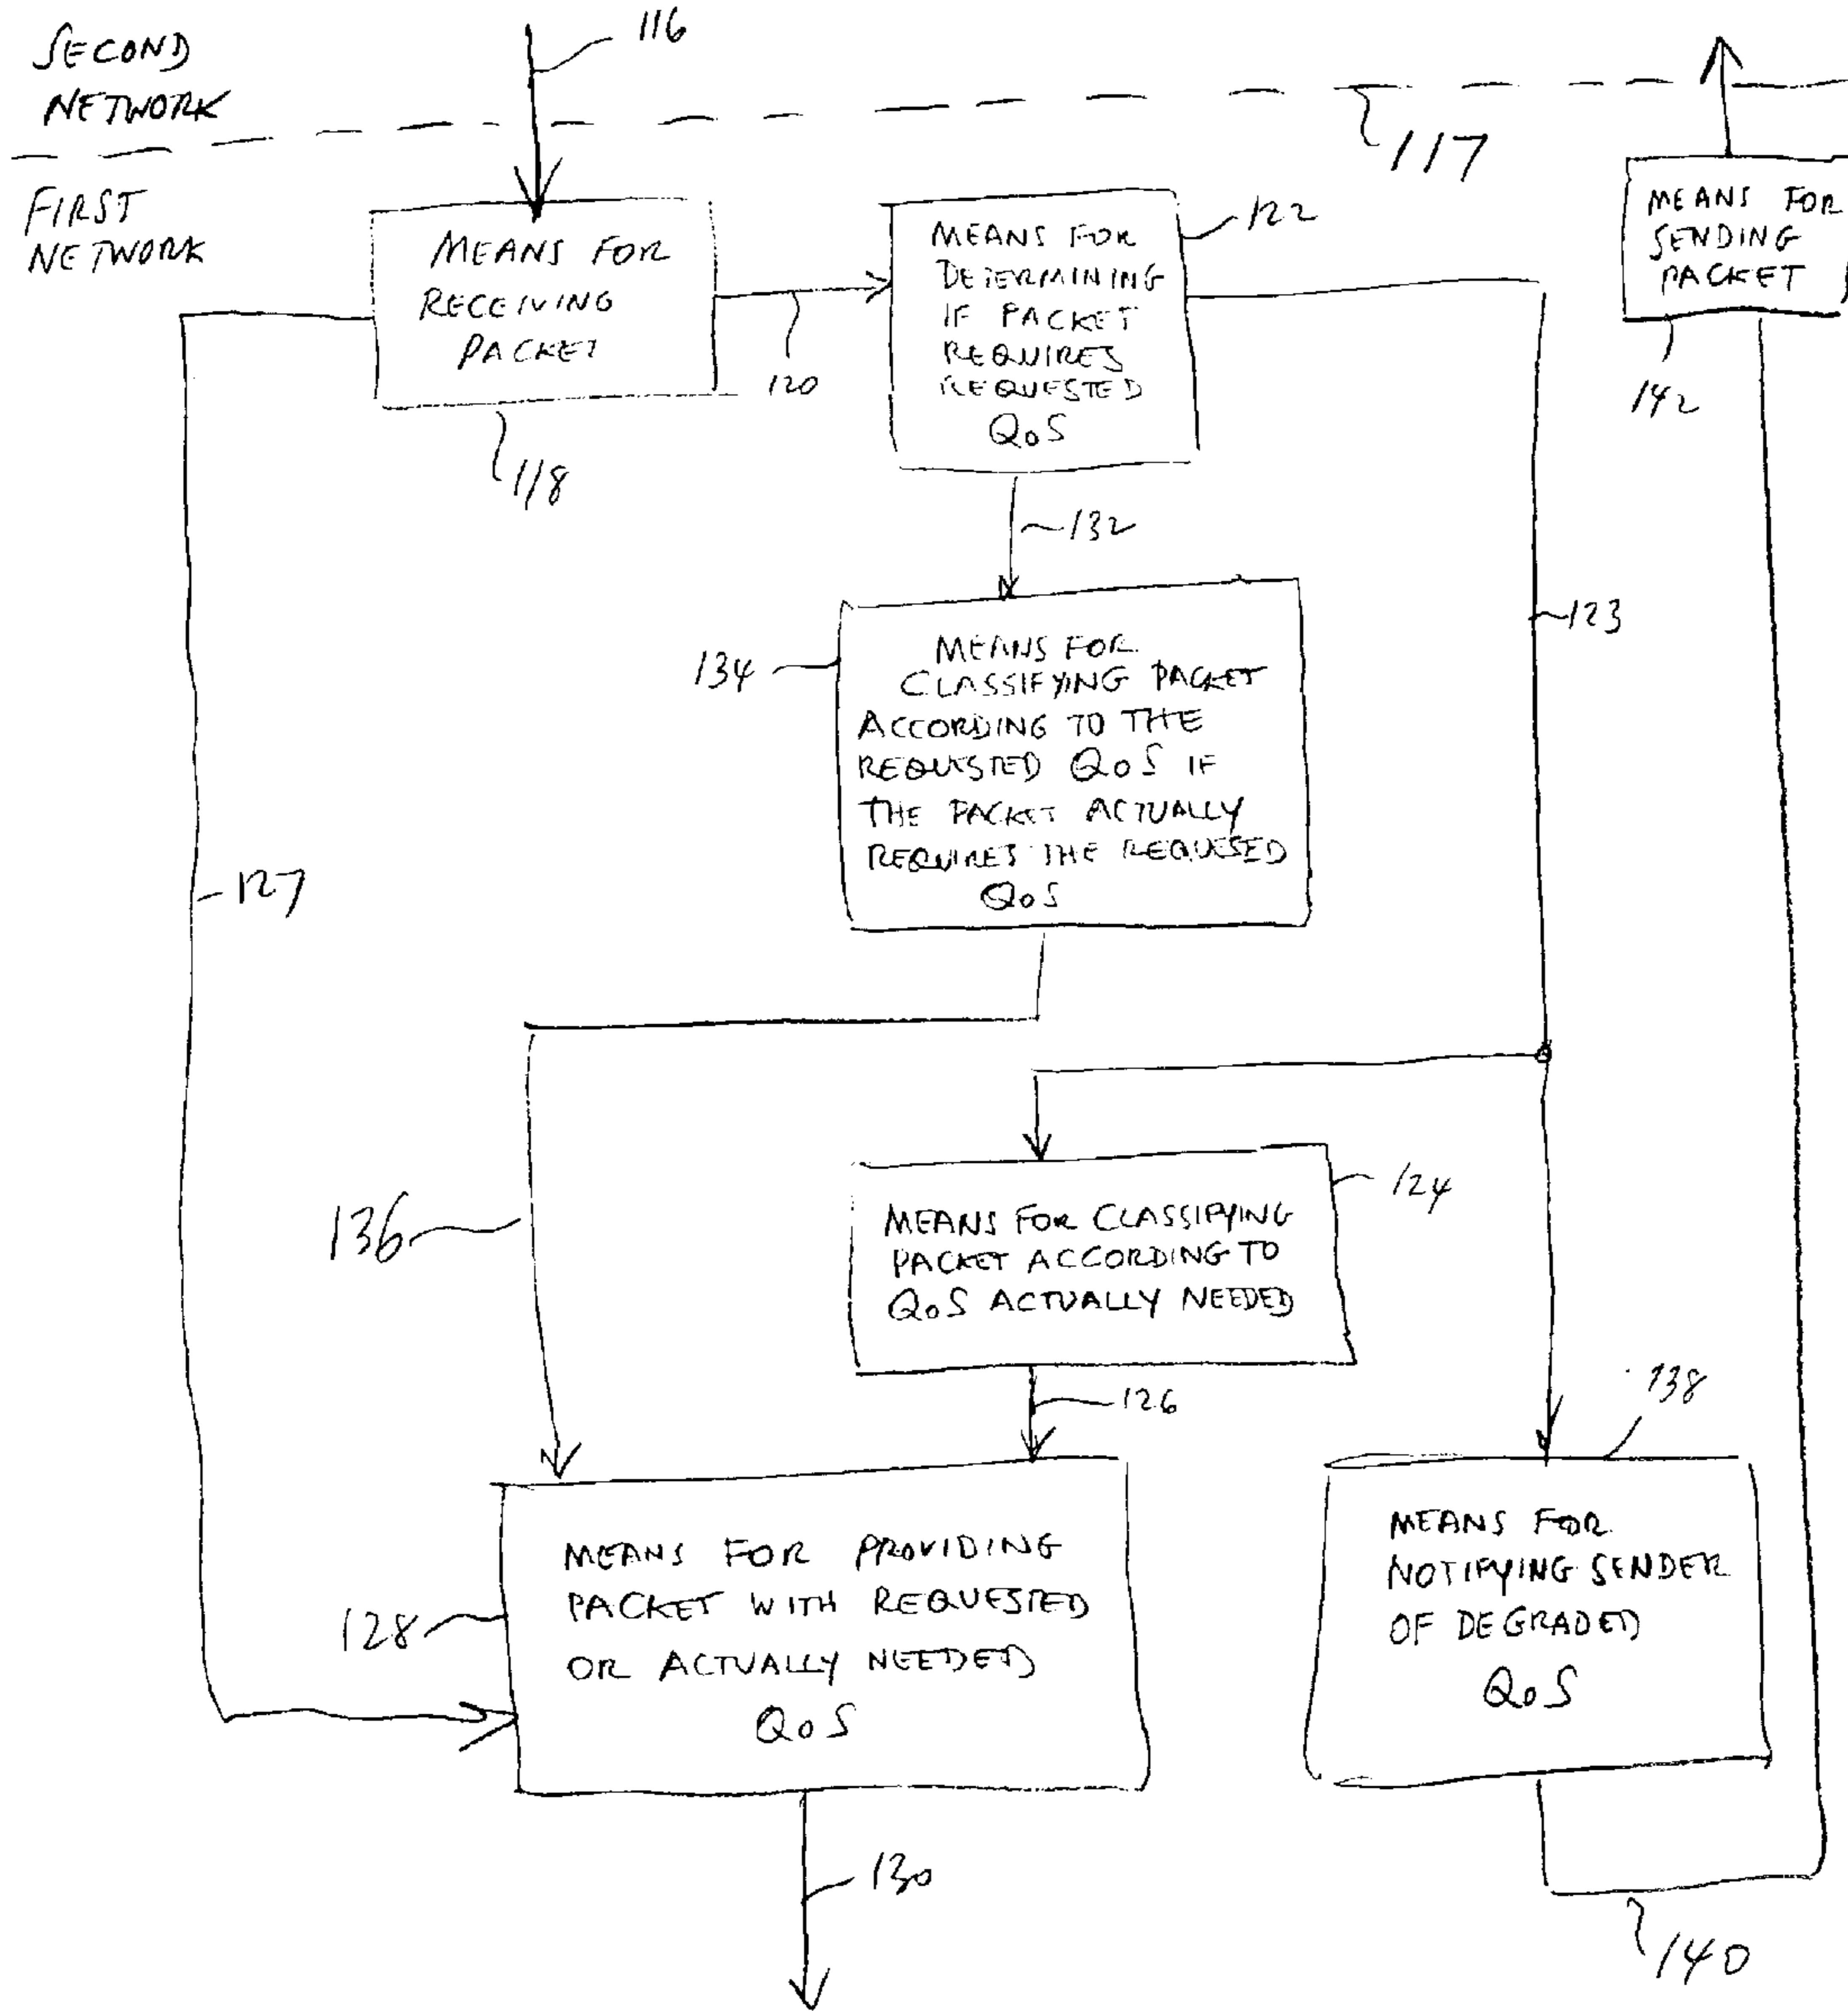 SECOND
NETWORK
116
117
FIRST
NETWORK
MEANS FOR
RECEIVING
PACKET
118
120
MEANS FOR
DETERMINING
IF PACKET
REQUIRES
REQUESTED
QoS
122
MEANS FOR
SENDING
PACKET
142
132
123
134
MEANS FOR
CLASSIFYING PACKET
ACCORDING TO THE
REQUESTED QoS IF
THE PACKET ACTUALLY
REQUIRES THE REQUESED
QoS
127
136
124
MEANS FOR CLASSIFYING
PACKET ACCORDING TO
QoS ACTUALLY NEEDED
126
138
128
MEANS FOR PROVIDING
PACKET WITH REQUESTED
OR ACTUALLY NEEDED
QoS
MEANS FOR
NOTIFYING SENDER
OF DEGRADED
QoS
130
140